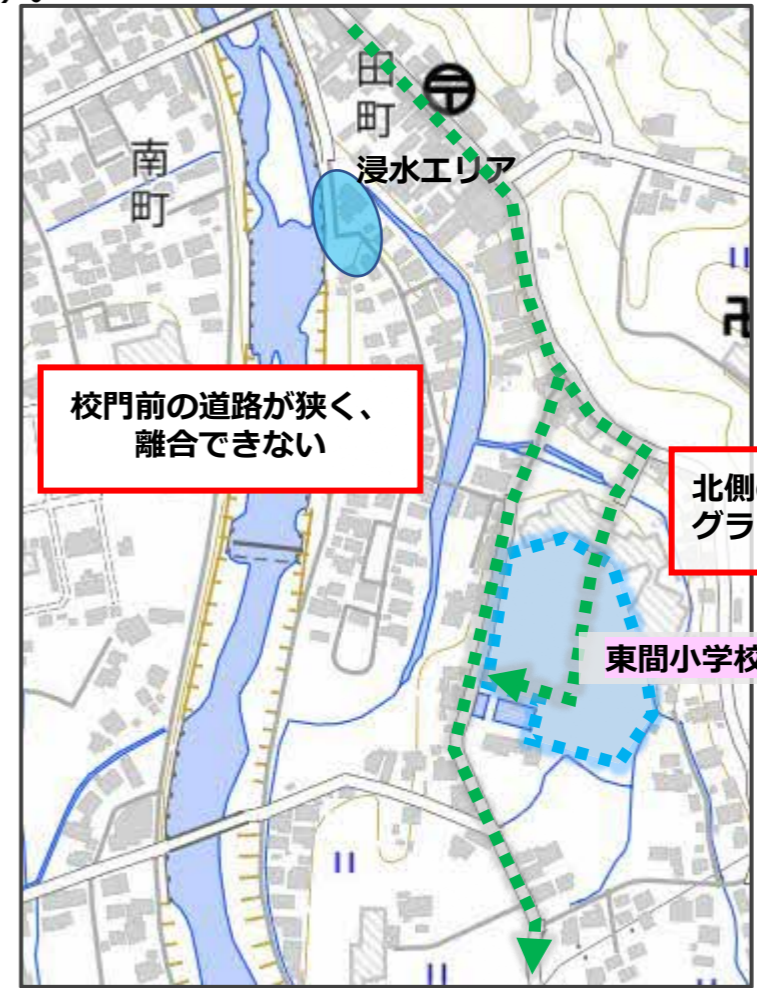 田町
南町
浸水エリア
校門前の道路が狭く、
離合できない
北側
グラ
東間小学校